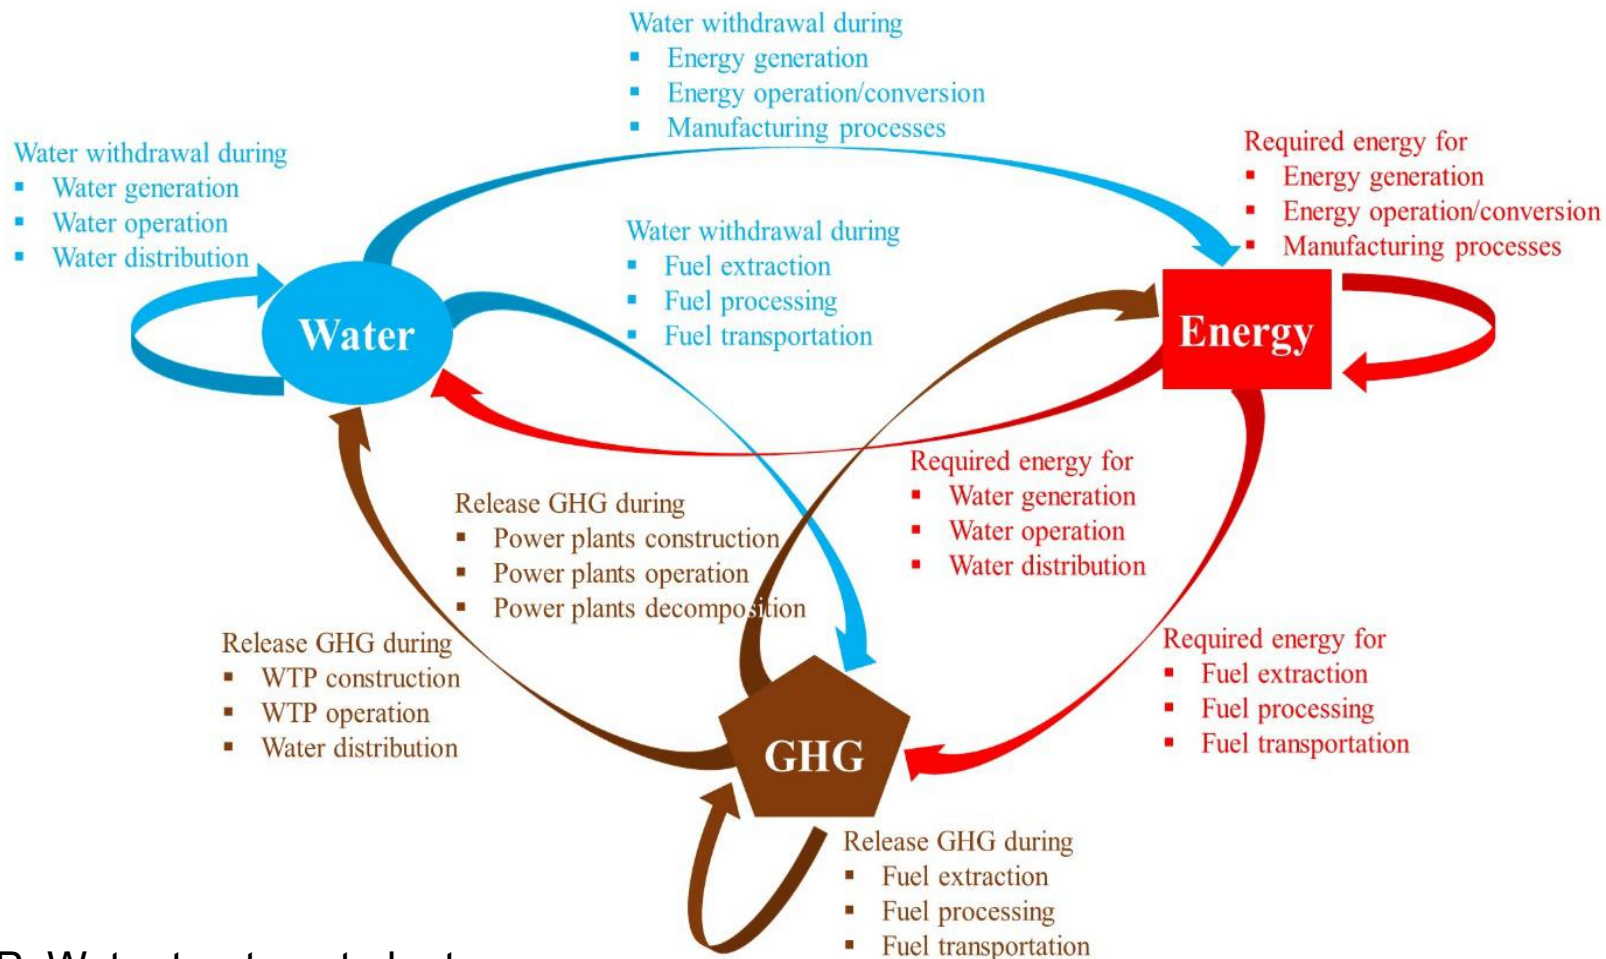 Water withdrawal during
▪ Energy generation
▪ Energy operation/conversion
▪ Manufacturing processes
Water withdrawal during
▪ Water generation
▪ Water operation
▪ Water distribution
Required energy for
▪ Energy generation
▪ Energy operation/conversion
▪ Manufacturing processes
Water withdrawal during
▪ Fuel extraction
▪ Fuel processing
▪ Fuel transportation
Water
Energy
Required energy for
▪ Water generation
▪ Water operation
▪ Water distribution
Release GHG during
▪ Power plants construction
▪ Power plants operation
▪ Power plants decomposition
Release GHG during
▪ WTP construction
▪ WTP operation
▪ Water distribution
Required energy for
▪ Fuel extraction
▪ Fuel processing
▪ Fuel transportation
GHG
Release GHG during
▪ Fuel extraction
▪ Fuel processing
▪ Fuel transportation